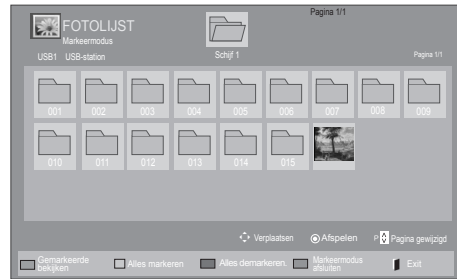 Pagina 1/1
FOTOLIJST
Markeermodus
USB1 USB-station
Schijf 1
Pagina 1/1
001 002 003 004 005 006 007 008 009
010 011 012 013 014 015
Verplaatsen Afspelen P Pagina gewijzigd
Gemarkeerde bekijken
Alles markeren
Alles demarkeren.
Markeermodus afsluiten
Exit